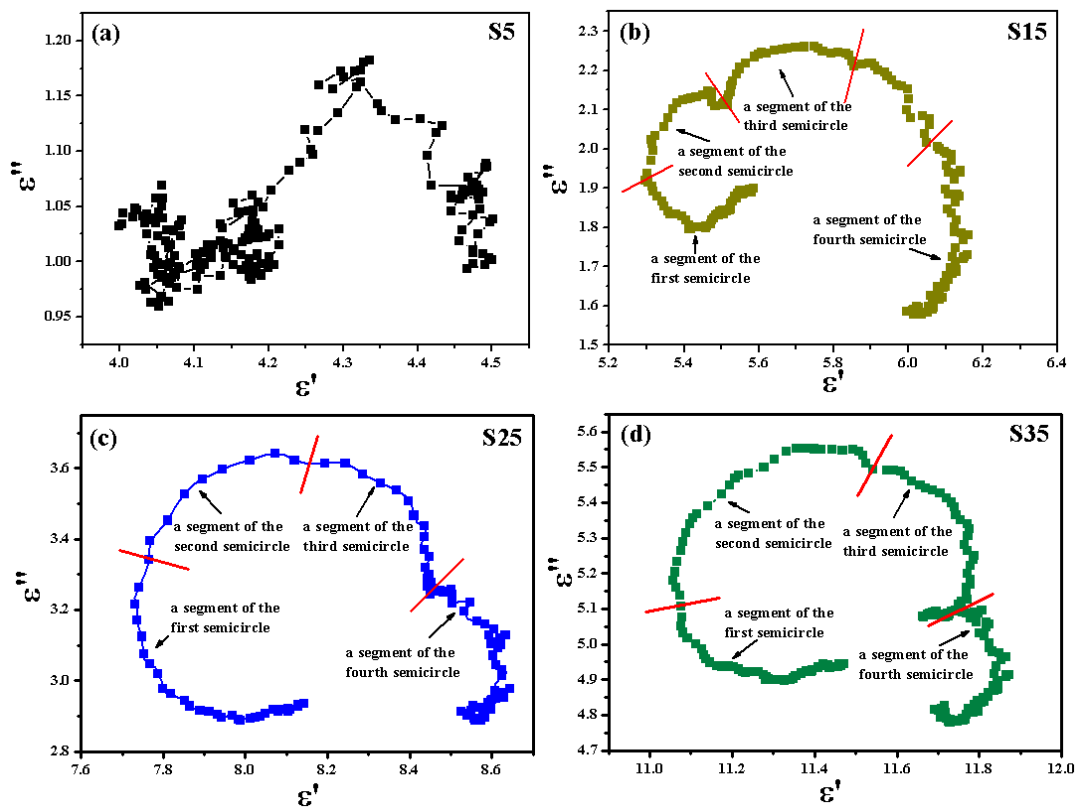 (a)
S5
1.20
1.15
1.10
1.05
1.00
0.95
ε''
4.0
4.1
4.2
4.3
4.4
4.5
ε'
(b)
S15
2.3
2.2
2.1
2.0
1.9
1.8
1.7
1.6
1.5
ε''
a segment of the
third semicircle
a segment of the
second semicircle
a segment of the
first semicircle
a segment of the
fourth semicircle
5.2
5.4
5.6
5.8
6.0
6.2
6.4
ε'
(c)
S25
3.6
3.4
3.2
3.0
2.8
ε''
a segment of the
second semicircle
a segment of the
third semicircle
a segment of the
first semicircle
a segment of the
fourth semicircle
7.6
7.8
8.0
8.2
8.4
8.6
ε'
(d)
S35
5.6
5.5
5.4
5.3
5.2
5.1
5.0
4.9
4.8
4.7
ε''
a segment of the
second semicircle
a segment of the
third semicircle
a segment of the
first semicircle
a segment of the
fourth semicircle
11.0
11.2
11.4
11.6
11.8
12.0
ε'